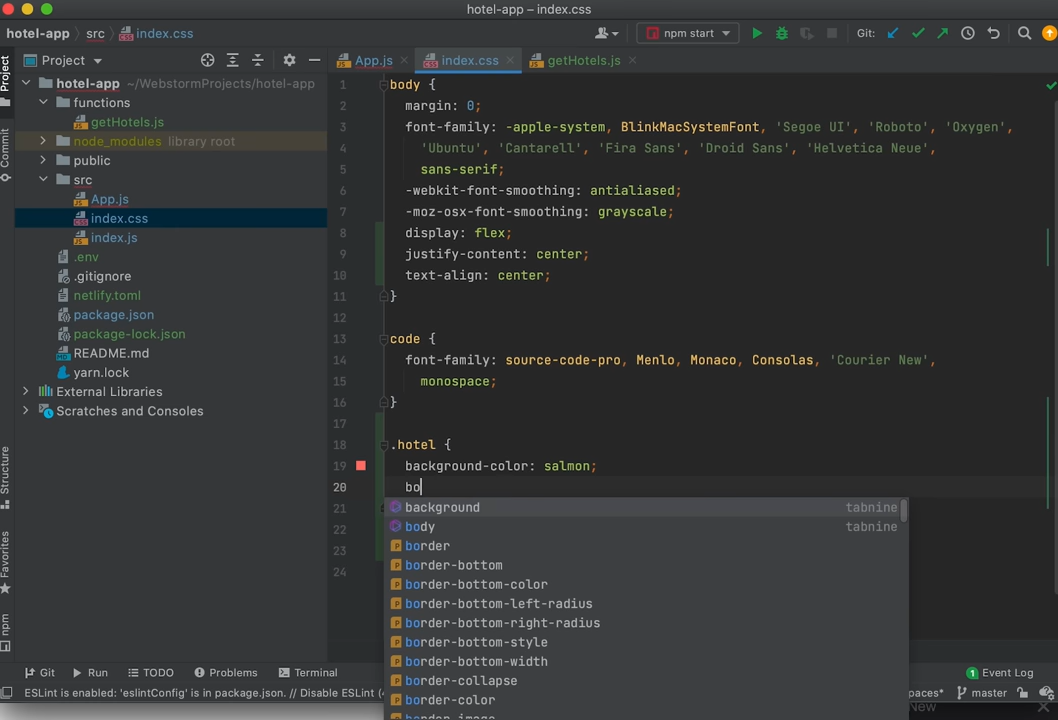 hotel-app – index.css
hotel-app src index.css npm start Git:
Project App.js index.css getHotels.js
hotel-app ~/WebstormProjects/hotel-app
functions
getHotels.js
node_modules library root
public
src
App.js
index.css
index.js
.env
.gitignore
netlify.toml
package.json
package-lock.json
README.md
yarn.lock
External Libraries
Scratches and Consoles
Project
Commit
Structure
Favorites
npm
1 body {
2 margin: 0;
3 font-family: -apple-system, BlinkMacSystemFont, 'Segoe UI', 'Roboto', 'Oxygen',
4 'Ubuntu', 'Cantarell', 'Fira Sans', 'Droid Sans', 'Helvetica Neue',
5 sans-serif;
6 -webkit-font-smoothing: antialiased;
7 -moz-osx-font-smoothing: grayscale;
8 display: flex;
9 justify-content: center;
10 text-align: center;
11 }
12
13 code {
14 font-family: source-code-pro, Menlo, Monaco, Consolas, 'Courier New',
15 monospace;
16 }
17
18 .hotel {
19 background-color: salmon;
20 bo
21
22
23
24
background tabnine
body tabnine
border
border-bottom
border-bottom-color
border-bottom-left-radius
border-bottom-right-radius
border-bottom-style
border-bottom-width
border-collapse
border-color
border-image
Git Run TODO Problems Terminal 1 Event Log
ESLint is enabled: 'eslintConfig' is in package.json. // Disable ESLint (
paces* master
New